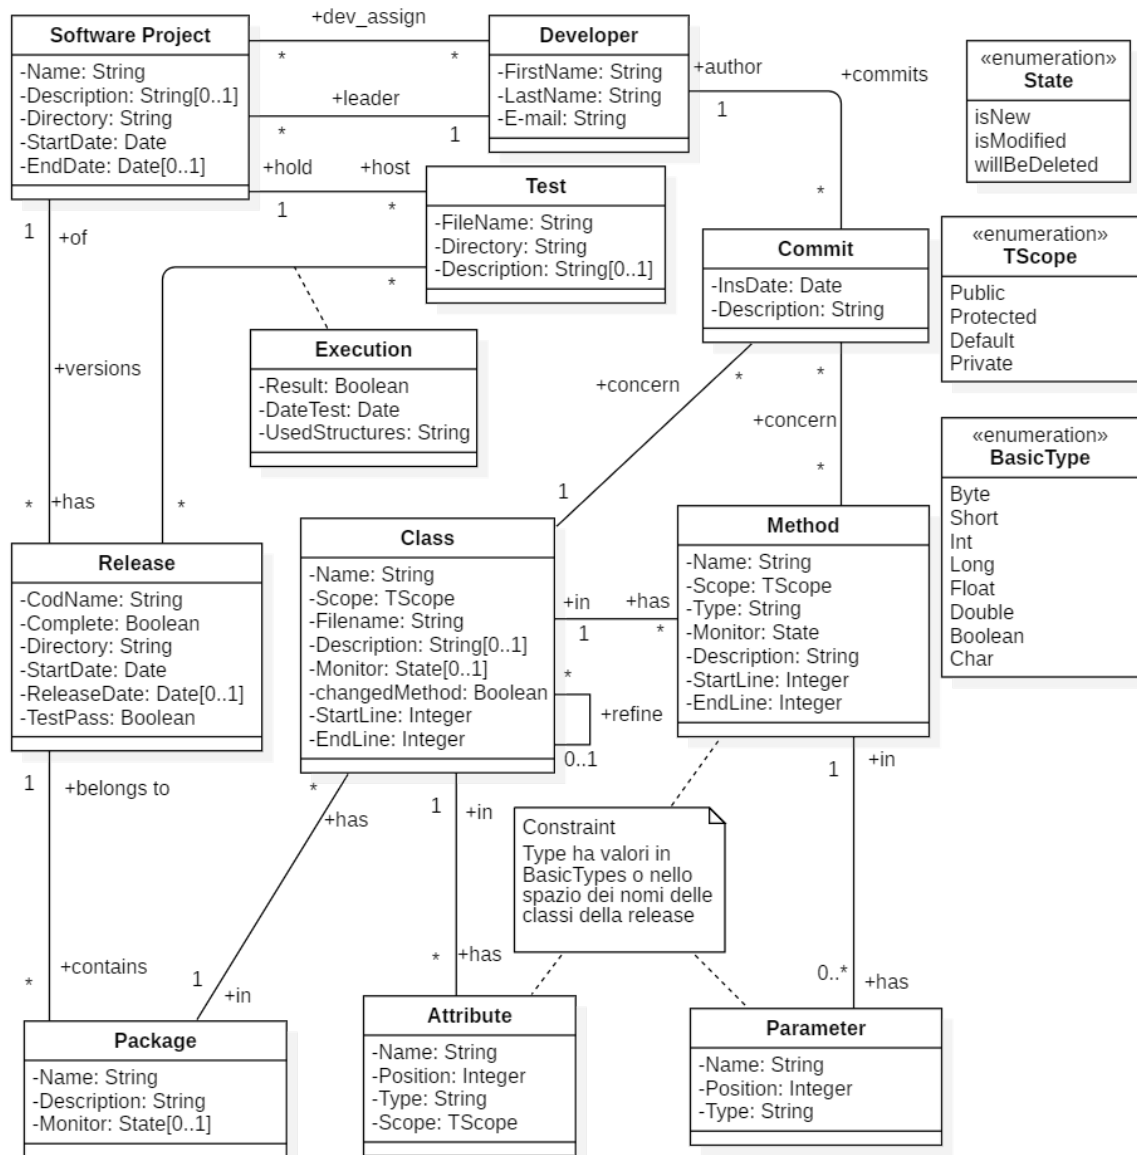 Software Project
-Name: String
-Description: String[0..1]
-Directory: String
-StartDate: Date
-EndDate: Date[0..1]
+dev_assign
*
*
+leader
*
1
Developer
-FirstName: String
-LastName: String
-E-mail: String
+author
1
+commits
*
«enumeration»
State
isNew
isModified
willBeDeleted
+hold
+host
1
*
Test
-FileName: String
-Directory: String
-Description: String[0..1]
*
1
+of
«enumeration»
TScope
Public
Protected
Default
Private
Commit
-InsDate: Date
-Description: String
Execution
-Result: Boolean
-DateTest: Date
-UsedStructures: String
+versions
+concern
*
1
*
+concern
*
«enumeration»
BasicType
Byte
Short
Int
Long
Float
Double
Boolean
Char
*
+has
*
Release
-CodName: String
-Complete: Boolean
-Directory: String
-StartDate: Date
-ReleaseDate: Date[0..1]
-TestPass: Boolean
Class
-Name: String
-Scope: TScope
-Filename: String
-Description: String[0..1]
-Monitor: State[0..1]
-changedMethod: Boolean
-StartLine: Integer
-EndLine: Integer
+in
+has
1
*
*
+refine
0..1
Method
-Name: String
-Scope: TScope
-Type: String
-Monitor: State
-Description: String
-StartLine: Integer
-EndLine: Integer
1
+belongs to
*
+has
1
+in
Constraint
Type ha valori in
BasicTypes o nello
spazio dei nomi delle
classi della release
1
+in
+contains
*
1
+in
*
+has
0..*
+has
Package
-Name: String
-Description: String
-Monitor: State[0..1]
Attribute
-Name: String
-Position: Integer
-Type: String
-Scope: TScope
Parameter
-Name: String
-Position: Integer
-Type: String